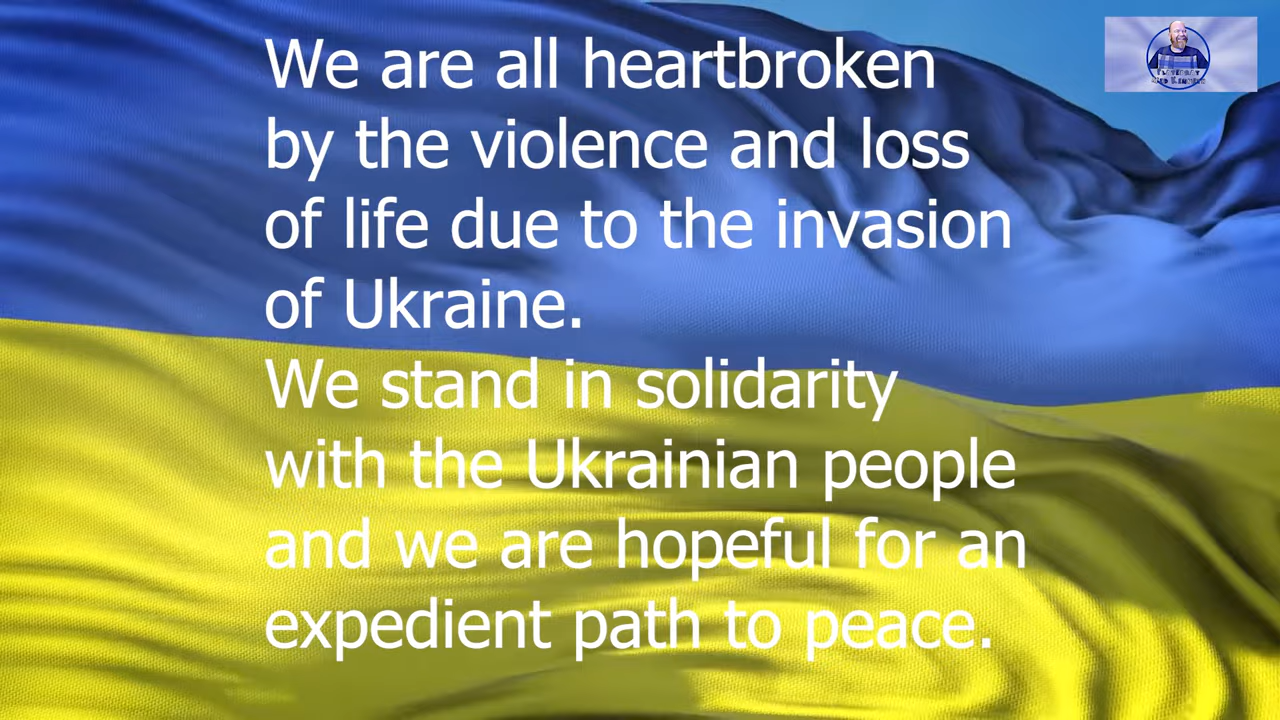 We are all heartbroken
by the violence and loss
of life due to the invasion
of Ukraine.
We stand in solidarity
with the Ukrainian people
and we are hopeful for an
expedient path to peace.